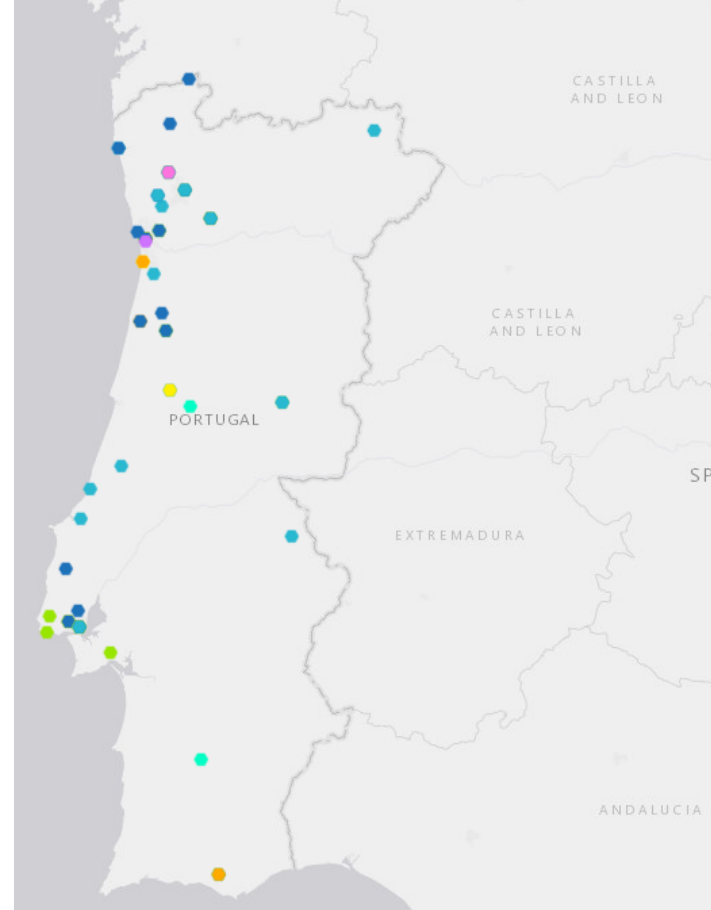 CASTILLA
AND LEON
CASTILLA
AND LEON
PORTUGAL
SP
EXTREMADURA
ANDALUCIA